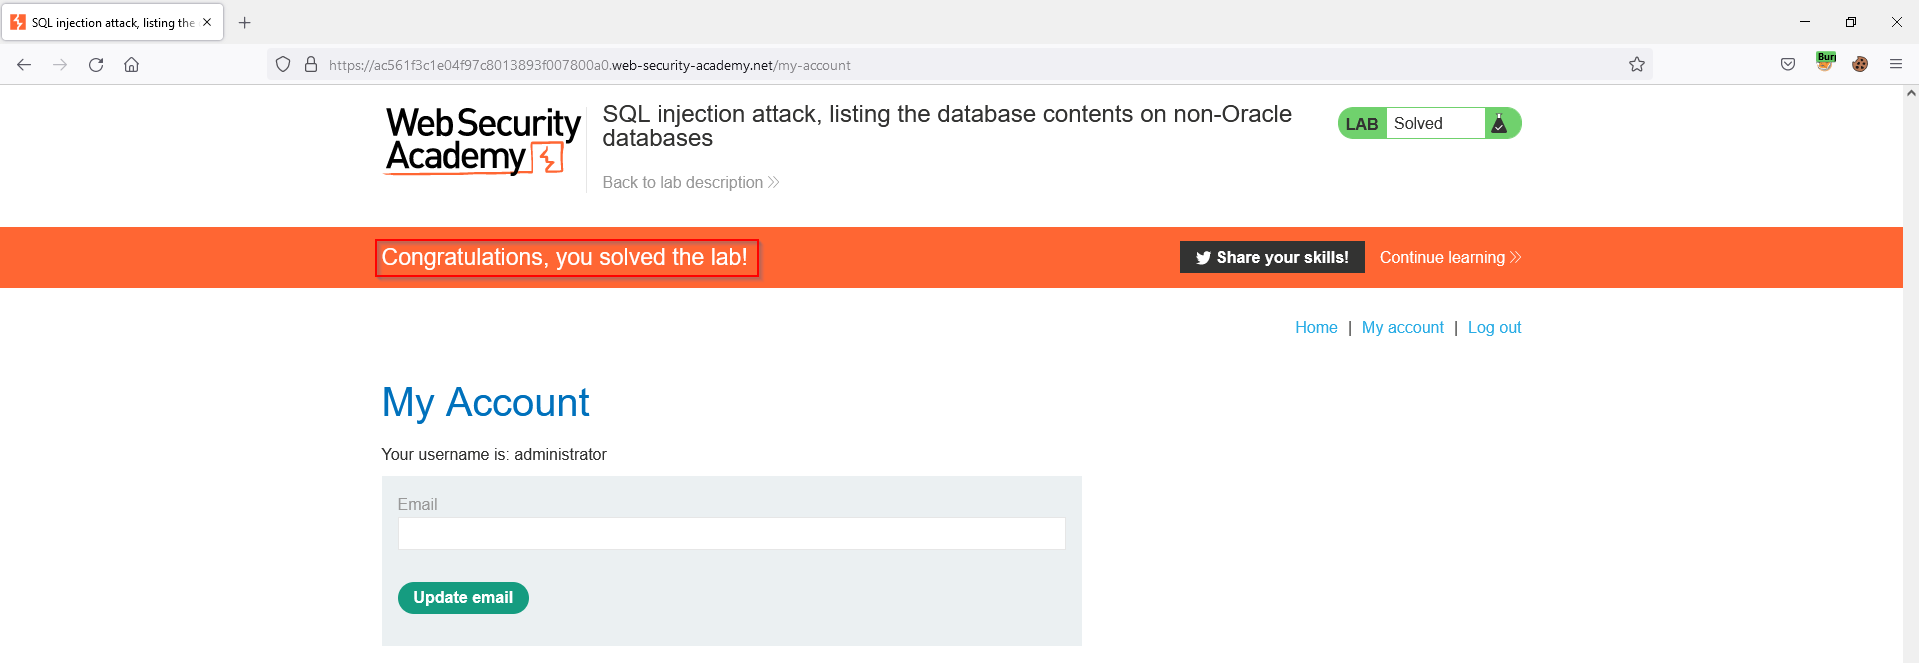 SQL injection attack, listing the
https://ac561f3c1e04f97c8013893f007800a0.web-security-academy.net/my-account
Burp
WebSecurity
Academy
SQL injection attack, listing the database contents on non-Oracle
databases
Back to lab description
LAB Solved
Congratulations, you solved the lab!
Share your skills!
Continue learning
Home | My account | Log out
My Account
Your username is: administrator
Email
Update email